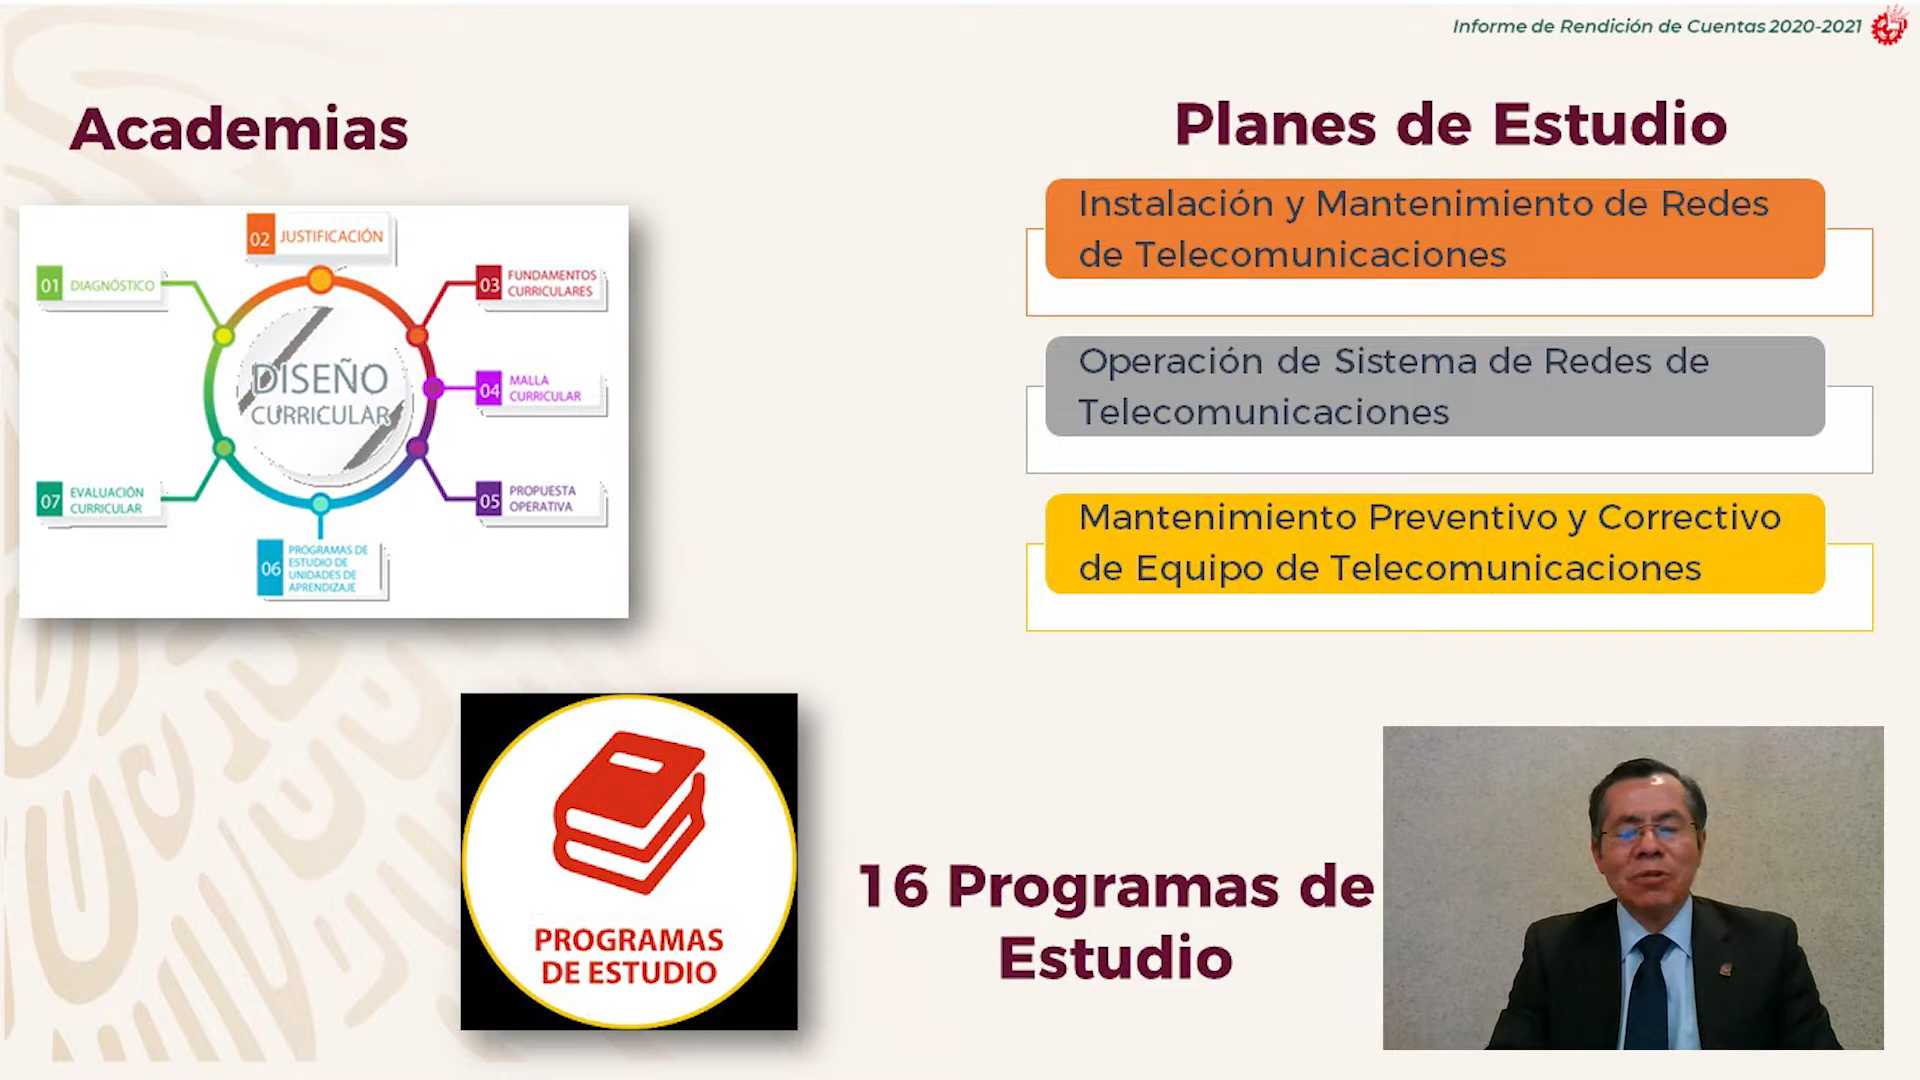 Informe de Rendición de Cuentas 2020-2021
Academias
02 JUSTIFICACIÓN
01 DIAGNÓSTICO
03 FUNDAMENTOS
CURRICULARES
DISEÑO
CURRICULAR
04 MALLA
CURRICULAR
07 EVALUACIÓN
CURRICULAR
05 PROPUESTA
OPERATIVA
06 PROGRAMAS DE
ESTUDIO DE
UNIDADES DE
APRENDIZAJE
Planes de Estudio
Instalación y Mantenimiento de Redes
de Telecomunicaciones
Operación de Sistema de Redes de
Telecomunicaciones
Mantenimiento Preventivo y Correctivo
de Equipo de Telecomunicaciones
PROGRAMAS
DE ESTUDIO
16 Programas de
Estudio